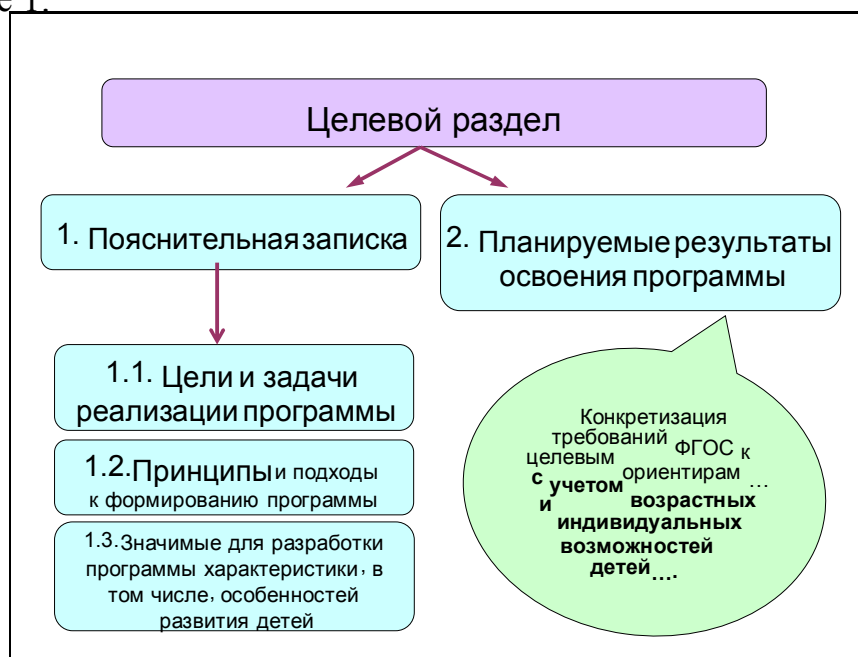 е 1.
Целевой раздел
1. Пояснительная записка
2. Планируемые результаты
освоения программы
1.1. Цели и задачи
реализации программы
1.2.Принципы и подходы
к формированию программы
1.3.Значимые для разработки
программы характеристики, в
том числе, особенностей
развития детей
Конкретизация
требований ФГОС к
целевым ориентирам …
с учетом возрастных
и индивидуальных
возможностей
детей….